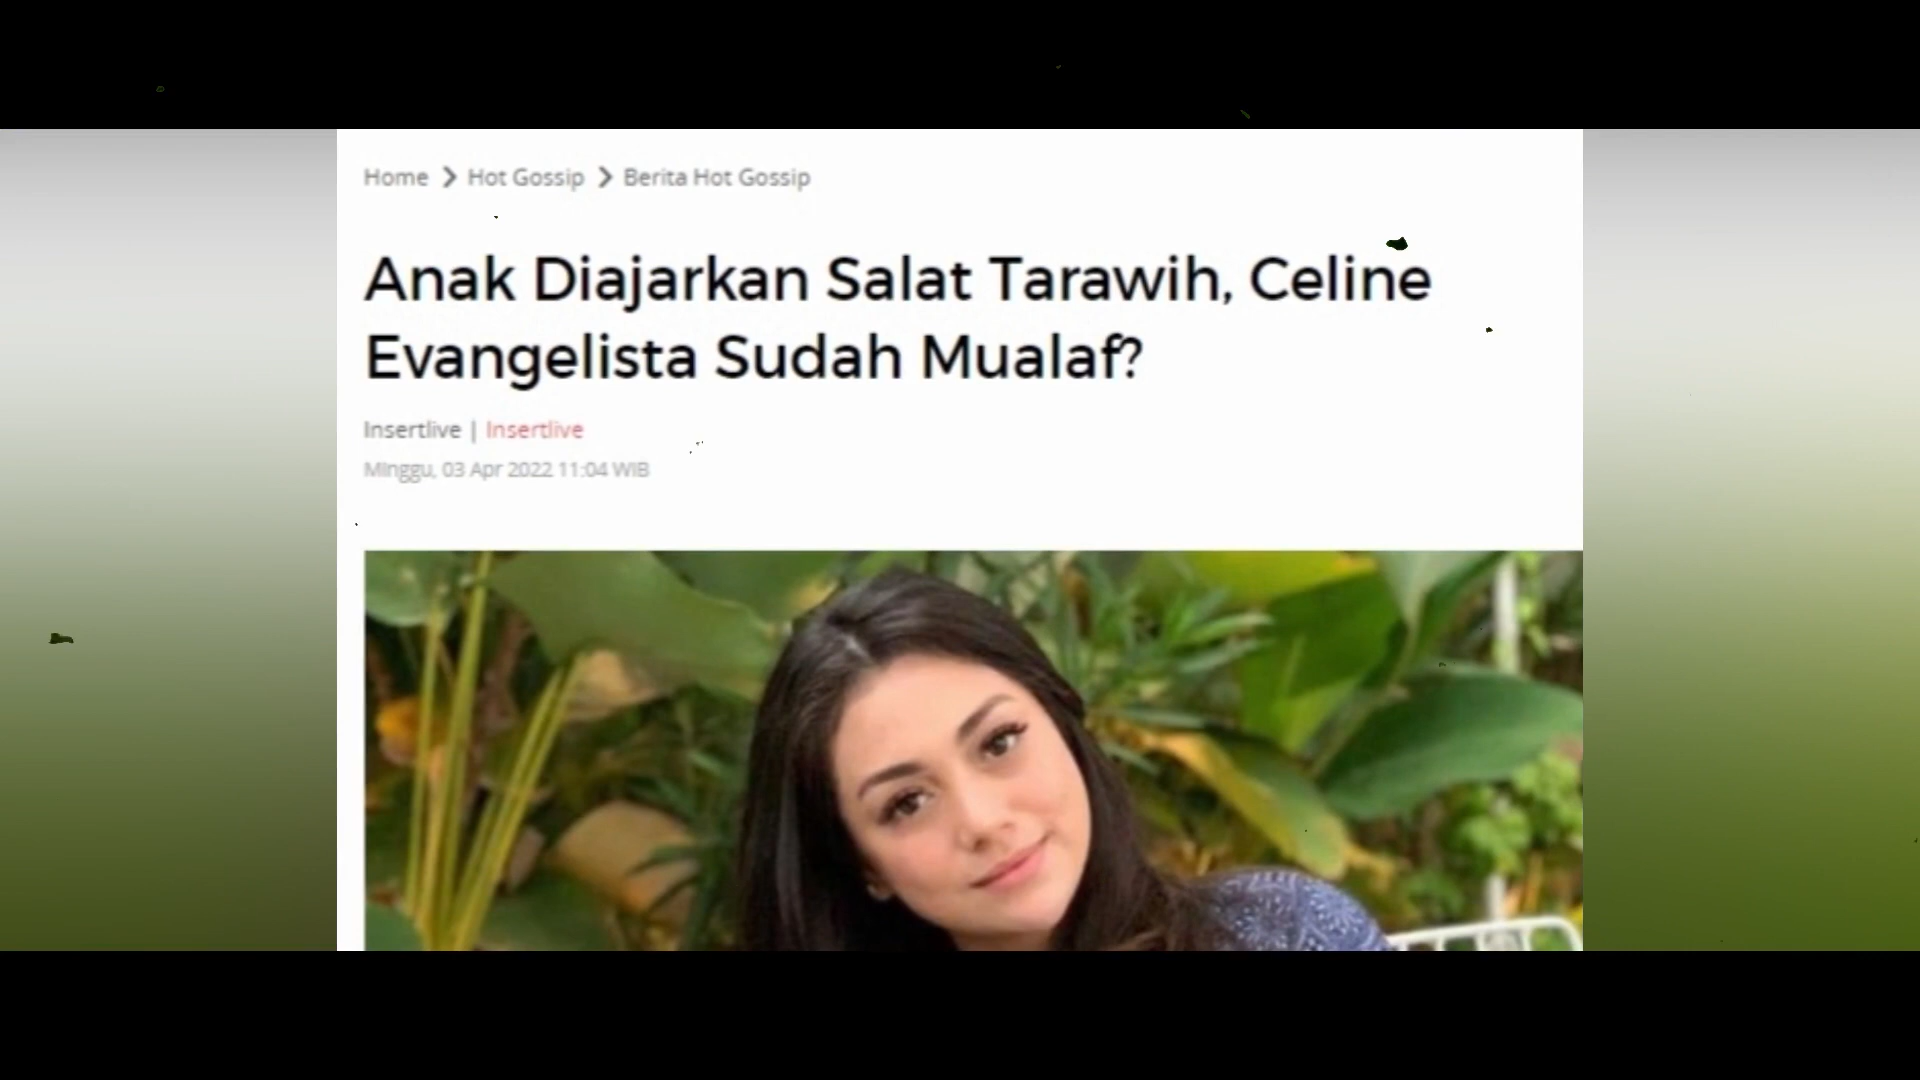 Home > Hot Gossip > Berita Hot Gossip
Anak Diajarkan Salat Tarawih, Celine
Evangelista Sudah Mualaf?
Insertlive | Insertlive
Minggu, 03 Apr 2022 11:04 WIB